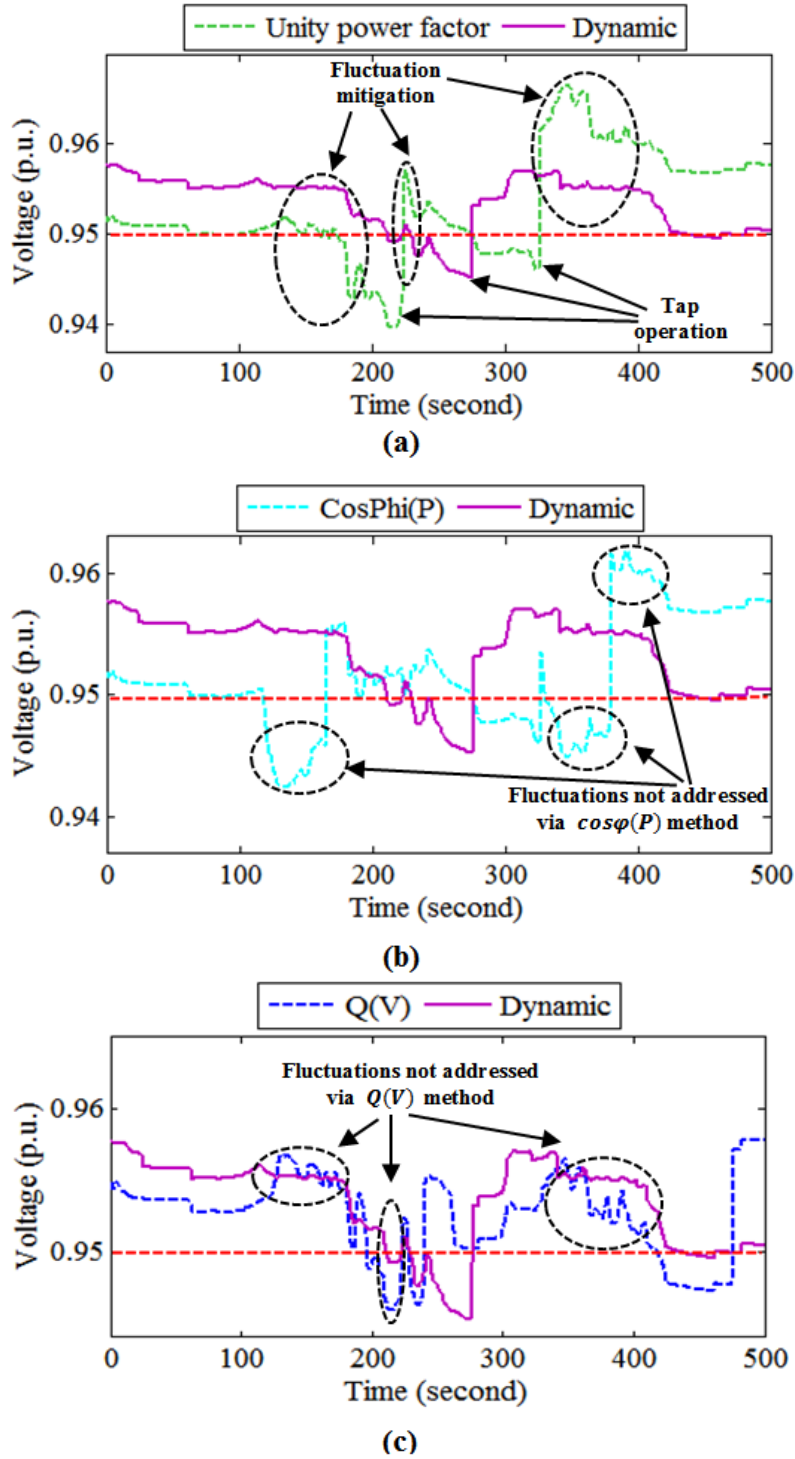 Unity power factor Dynamic
Fluctuation
mitigation
Tap
operation
Voltage (p.u.)
0.96
0.95
0.94
0 100 200 300 400 500
Time (second)
(a)
CosPhi(P) Dynamic
Voltage (p.u.)
0.96
0.95
0.94
Fluctuations not addressed
via cosφ(P) method
0 100 200 300 400 500
Time (second)
(b)
Q(V) Dynamic
Fluctuations not addressed
via Q(V) method
Voltage (p.u.)
0.96
0.95
0 100 200 300 400 500
Time (second)
(c)